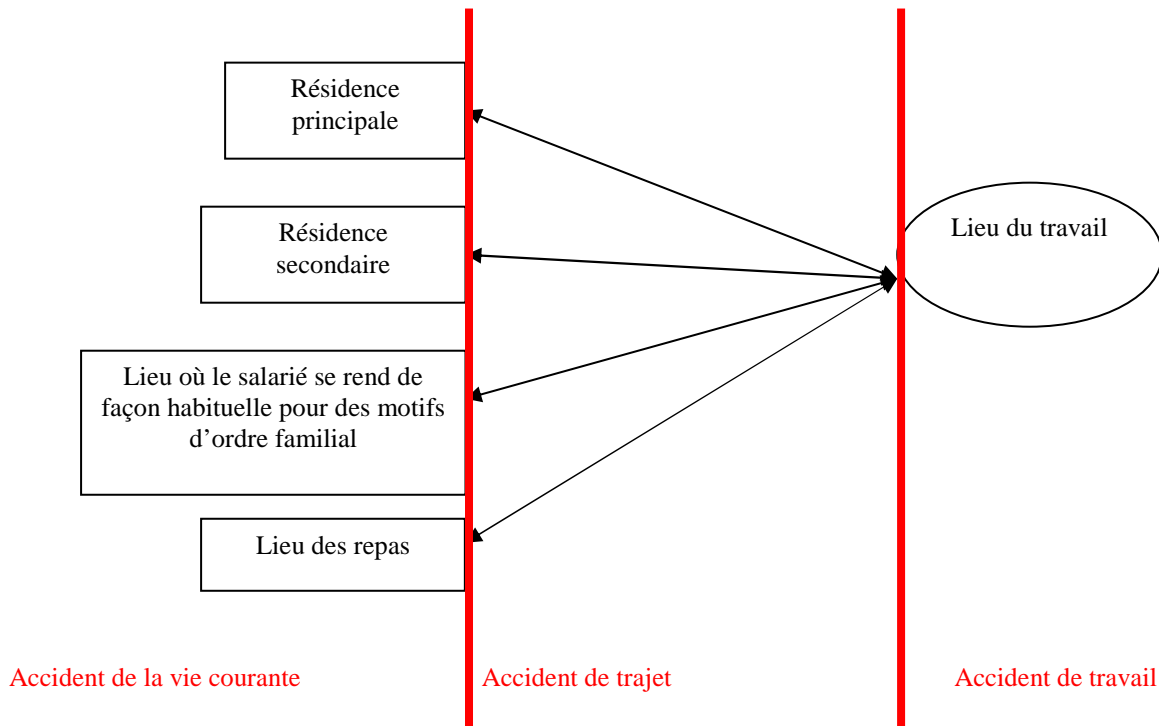 Résidence
principale
Lieu du travail
Résidence
secondaire
Lieu où le salarié se rend de
façon habituelle pour des motifs
d’ordre familial
Lieu des repas
Accident de la vie courante
Accident de trajet
Accident de travail